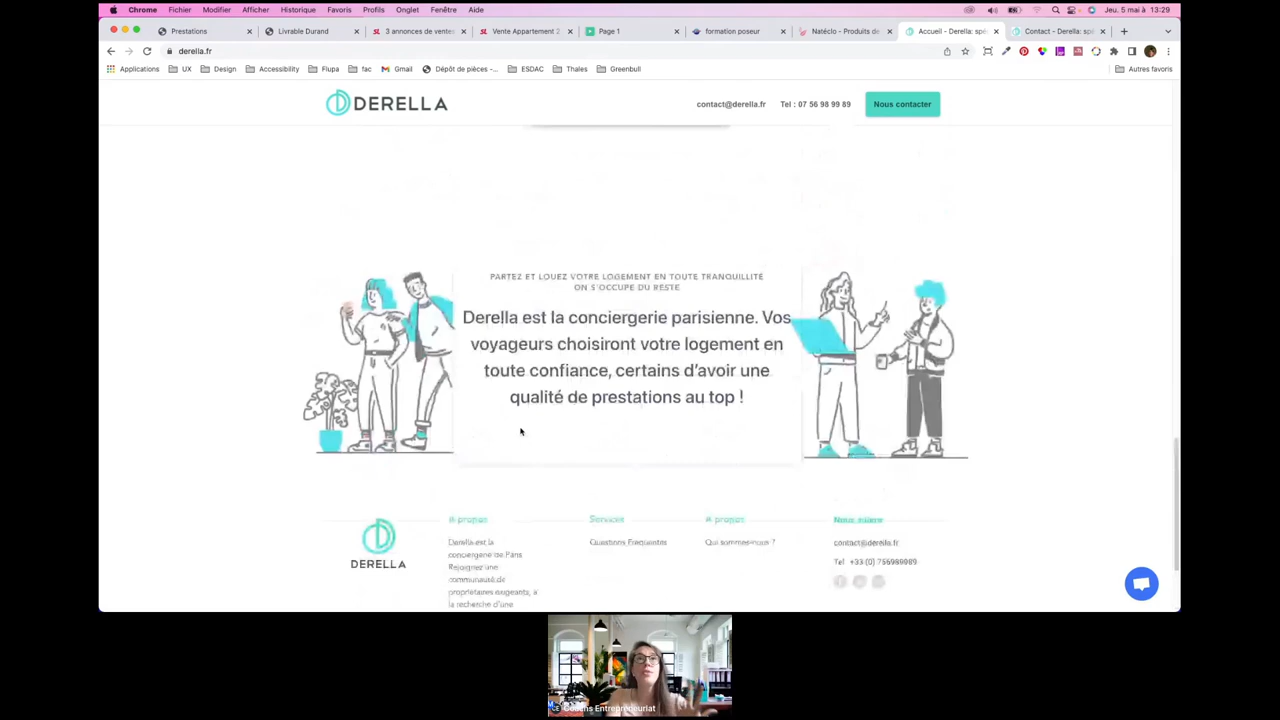 Chrome Fichier Modifier Afficher Historique Favoris Profils Onglet Fenêtre Aide Jeu. 5 mai à 13:29
Prestations Livrable Durand 3 annonces de ventes Vente Appartement 2 Page 1 formation poseur Natéclo - Produits de Accueil - Derella: spé Contact - Derella: spé
derella.fr
Applications UX Design Accessibility Flupa fac Gmail Dépôt de pièces –... ESDAC Thales Greenbull Autres favoris
DERELLA contact@derella.fr Tel : 07 56 98 99 89 Nous contacter
PARTEZ ET LOUEZ VOTRE LOGEMENT EN TOUTE TRANQUILLITÉ
ON S'OCCUPE DU RESTE
Derella est la conciergerie parisienne. Vos
voyageurs choisiront votre logement en
toute confiance, certains d'avoir une
qualité de prestations au top !
A propos Services A propos
Derella est la Questions Fréquentes Qui sommes-nous ? contact@derella.fr
conciergerie de Paris
Rejoignez une Tel +33 (0) 756989989
communauté de
propriétaires exigeants, à
la recherche d'une
DERELLA
Entrepreneuriat